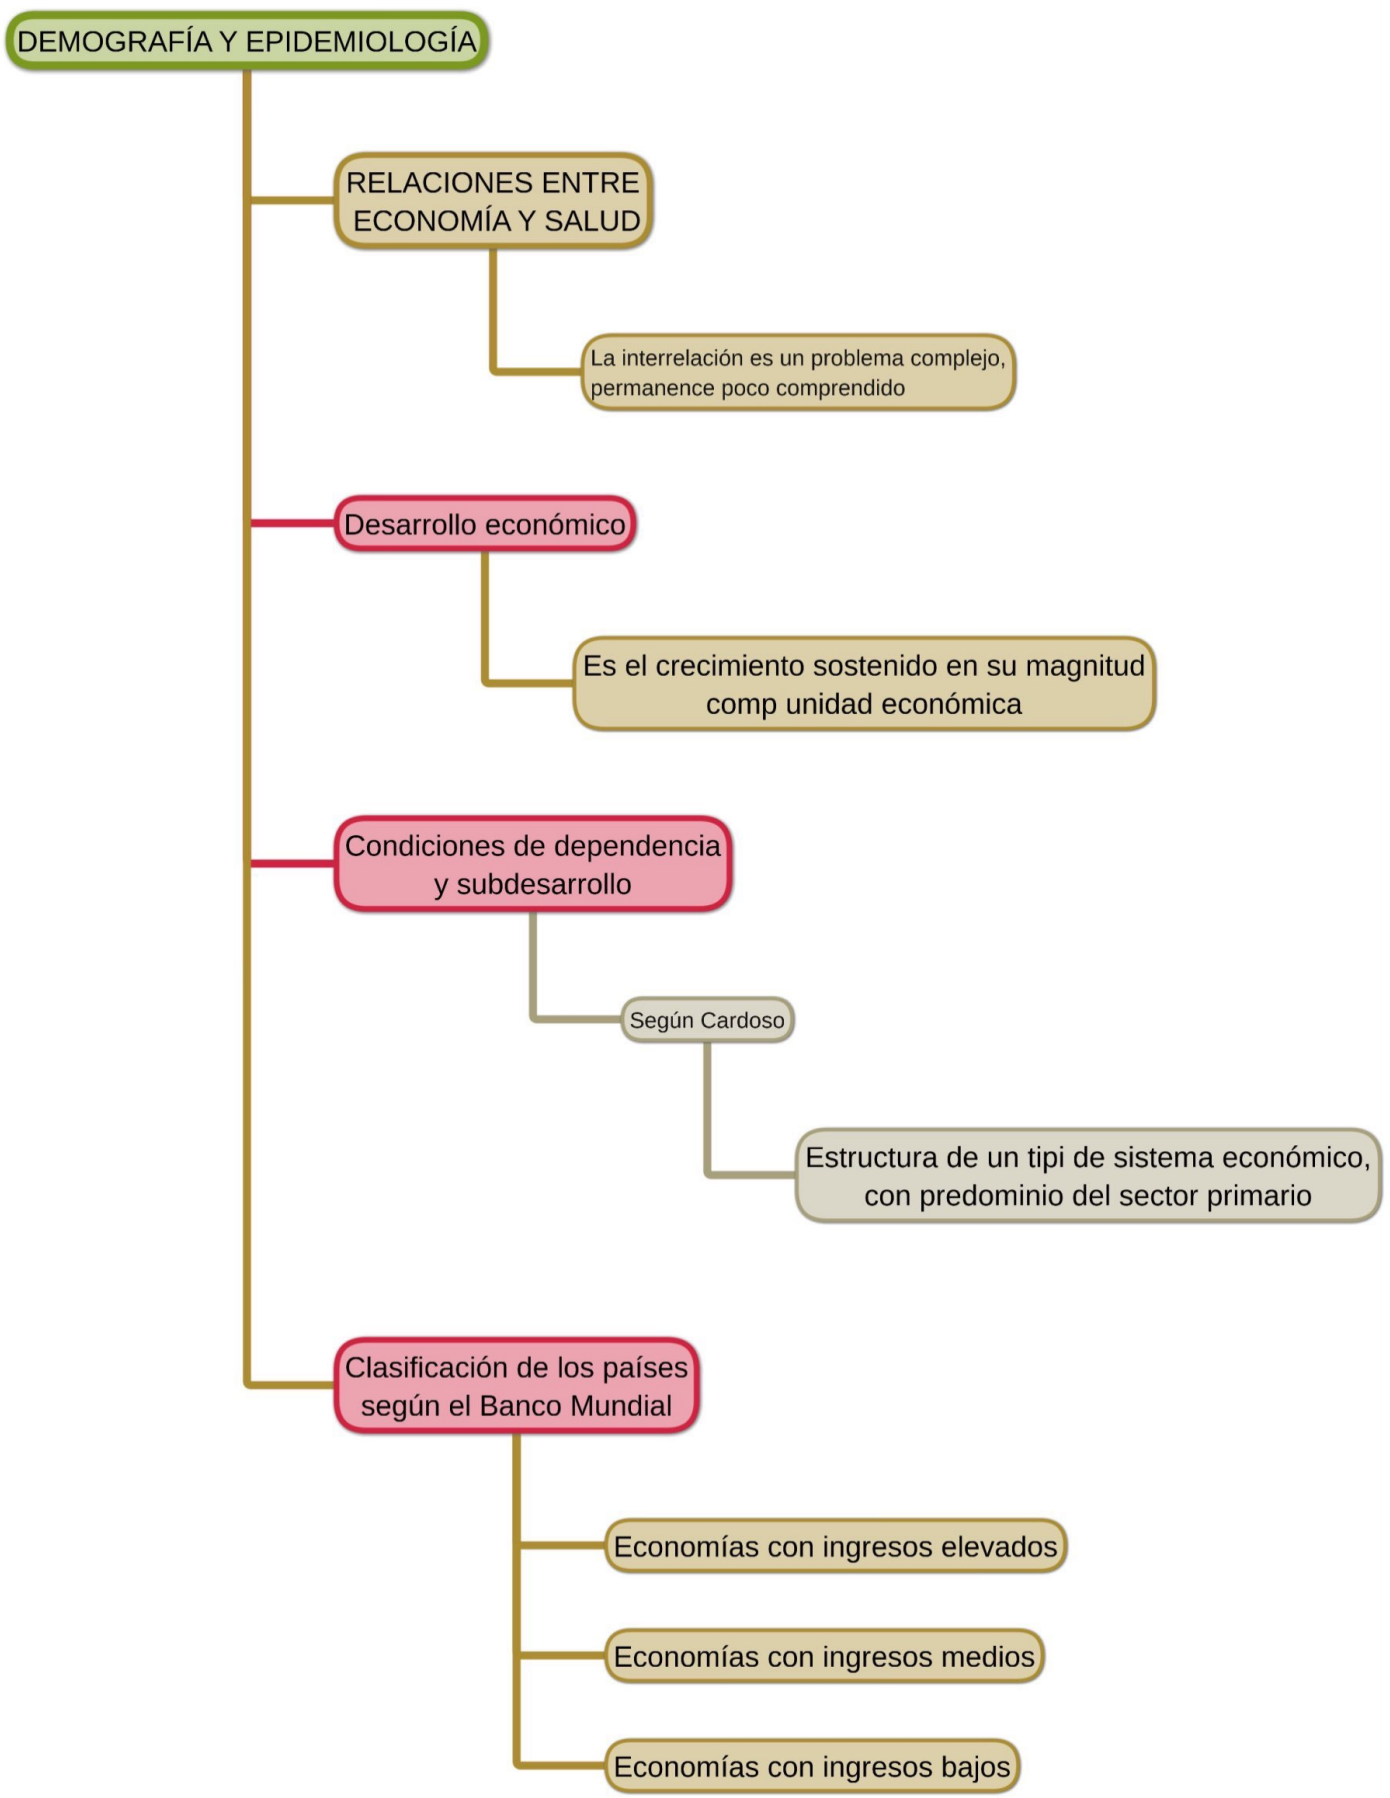 DEMOGRAFÍA Y EPIDEMIOLOGÍA
RELACIONES ENTRE
ECONOMÍA Y SALUD
La interrelación es un problema complejo,
permanence poco comprendido
Desarrollo económico
Es el crecimiento sostenido en su magnitud
comp unidad económica
Condiciones de dependencia
y subdesarrollo
Según Cardoso
Estructura de un tipi de sistema económico,
con predominio del sector primario
Clasificación de los países
según el Banco Mundial
Economías con ingresos elevados
Economías con ingresos medios
Economías con ingresos bajos